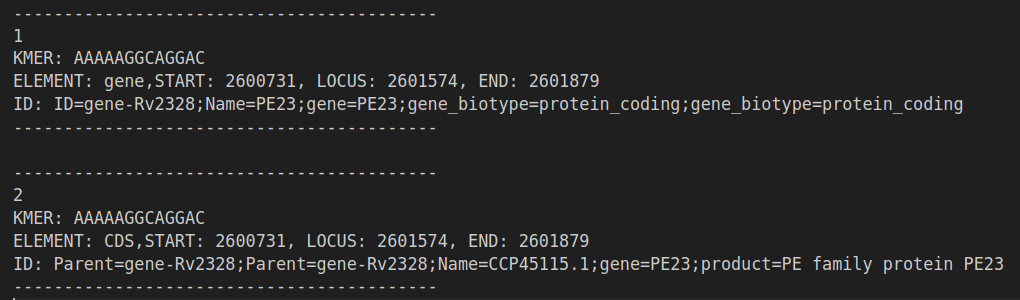 ------------------------------------------
1
KMER: AAAAAGGCAGGAC
ELEMENT: gene,START: 2600731, LOCUS: 2601574, END: 2601879
ID: ID=gene-Rv2328;Name=PE23;gene=PE23;gene_biotype=protein_coding;gene_biotype=protein_coding
------------------------------------------
------------------------------------------
2
KMER: AAAAAGGCAGGAC
ELEMENT: CDS,START: 2600731, LOCUS: 2601574, END: 2601879
ID: Parent=gene-Rv2328;Parent=gene-Rv2328;Name=CCP45115.1;gene=PE23;product=PE family protein PE23
------------------------------------------